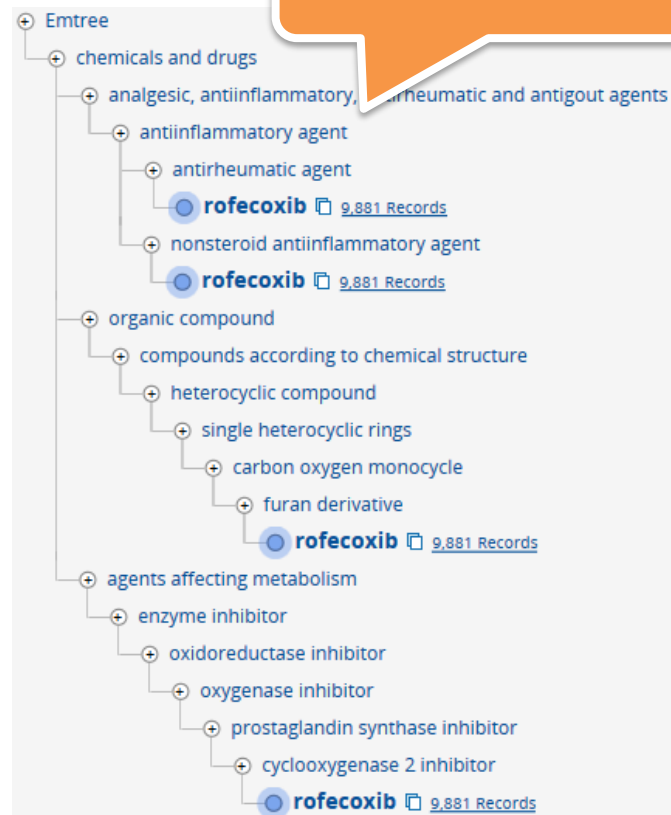 Emtree
chemicals and drugs
analgesic, antiinflammatory, rheumatic and antigout agents
antiinflammatory agent
antirheumatic agent
rofecoxib 9,881 Records
nonsteroid antiinflammatory agent
rofecoxib 9,881 Records
organic compound
compounds according to chemical structure
heterocyclic compound
single heterocyclic rings
carbon oxygen monocycle
furan derivative
rofecoxib 9,881 Records
agents affecting metabolism
enzyme inhibitor
oxidoreductase inhibitor
oxygenase inhibitor
prostaglandin synthase inhibitor
cyclooxygenase 2 inhibitor
rofecoxib 9,881 Records